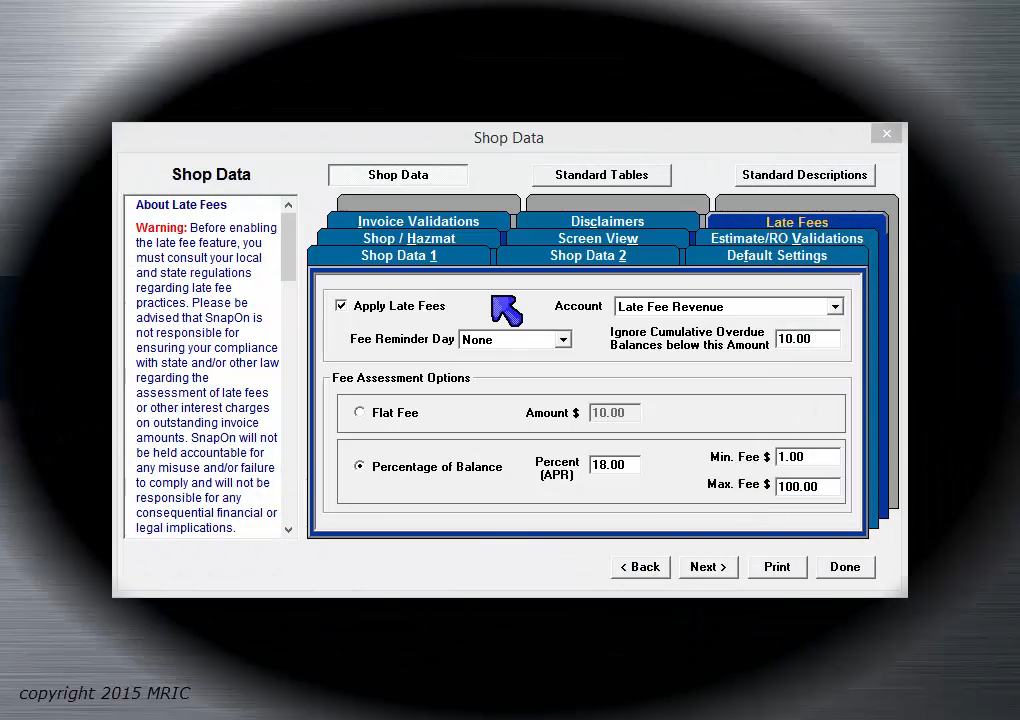 Shop Data
Shop Data
Shop Data
Standard Tables
Standard Descriptions
About Late Fees
Warning: Before enabling
the late fee feature, you
must consult your local
and state regulations
regarding late fee
practices. Please be
advised that SnapOn is
not responsible for
ensuring your compliance
with state and/or other law
regarding the
assessment of late fees
or other interest charges
on outstanding invoice
amounts. SnapOn will not
be held accountable for
any misuse and/or failure
to comply and will not be
responsible for any
consequential financial or
legal implications.
Invoice Validations
Disclaimers
Late Fees
Shop / Hazmat
Screen View
Estimate/RO Validations
Shop Data 1
Shop Data 2
Default Settings
Apply Late Fees
Account
Late Fee Revenue
Fee Reminder Day
None
Ignore Cumulative Overdue
Balances below this Amount
10.00
Fee Assessment Options
Flat Fee
Amount $
10.00
Percentage of Balance
Percent
(APR)
18.00
Min. Fee $
1.00
Max. Fee $
100.00
< Back
Next >
Print
Done
copyright 2015 MRIC